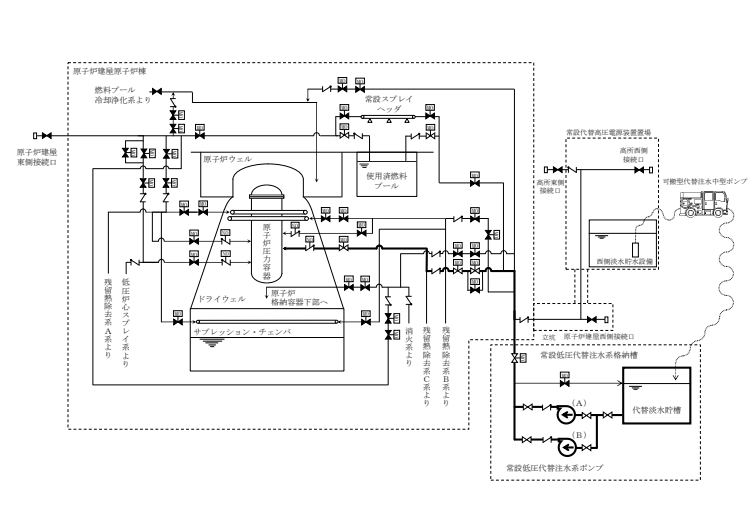 原子炉建屋原子炉棟
燃料プール
冷却浄化系より
原子炉建屋
東側接続口
常設スプレイ
ヘッダ
原子炉ウェル
使用済燃料
プール
原子炉圧力容器
ドライウェル
原子炉
格納容器下部へ
サプレッション・チェンバ
残留熱除去系A系より
低圧炉心スプレイ系より
消火系より
残留熱除去系C系より
残留熱除去系B系より
常設代替高圧電源装置置場
高所西側
接続口
高所東側
接続口
西側淡水貯水設備
可搬型代替注水中型ポンプ
立坑
原子炉建屋西側接続口
常設低圧代替注水系格納槽
代替淡水貯槽
(A)
(B)
常設低圧代替注水系ポンプ